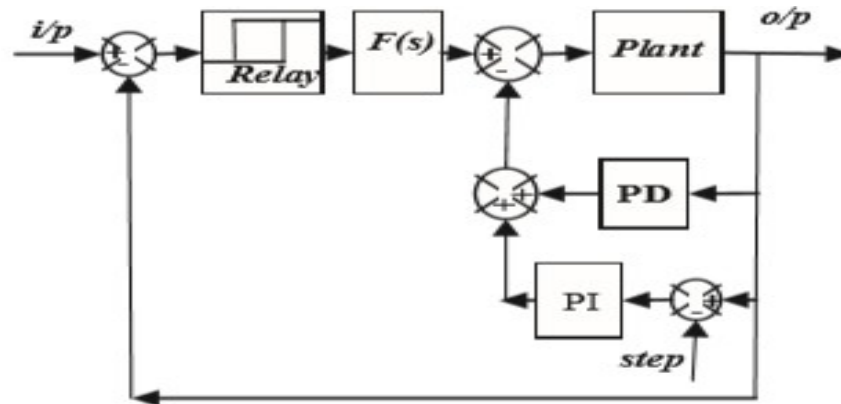 i/p
Relay
F(s)
Plant
o/p
PD
PI
step